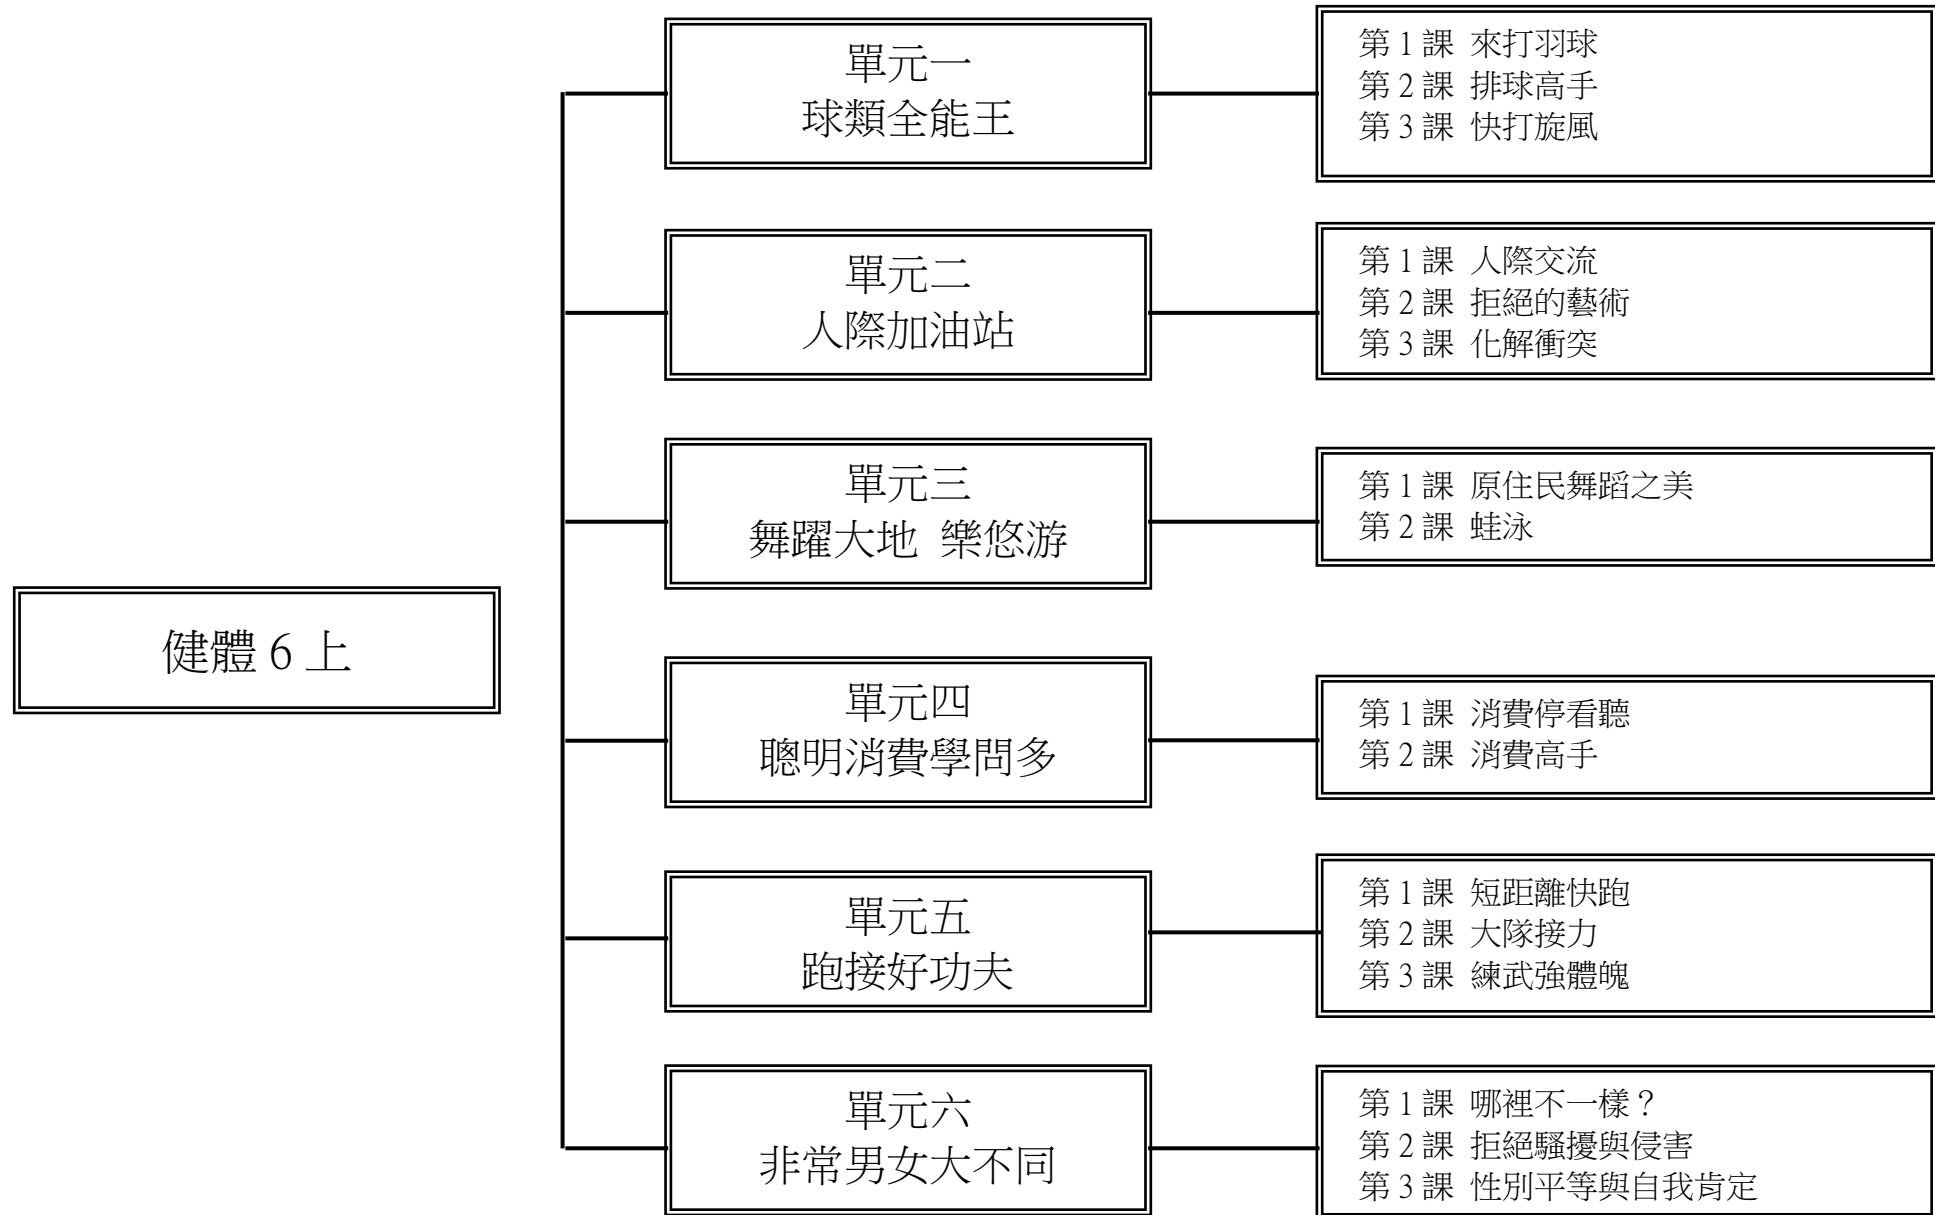 健體 6 上
單元一
球類全能王
第 1 課 來打羽球
第 2 課 排球高手
第 3 課 快打旋風
單元二
人際加油站
第 1 課 人際交流
第 2 課 拒絕的藝術
第 3 課 化解衝突
單元三
舞躍大地 樂悠游
第 1 課 原住民舞蹈之美
第 2 課 蛙泳
單元四
聰明消費學問多
第 1 課 消費停看聽
第 2 課 消費高手
單元五
跑接好功夫
第 1 課 短距離快跑
第 2 課 大隊接力
第 3 課 練武強體魄
單元六
非常男女大不同
第 1 課 哪裡不一樣？
第 2 課 拒絕騷擾與侵害
第 3 課 性別平等與自我肯定